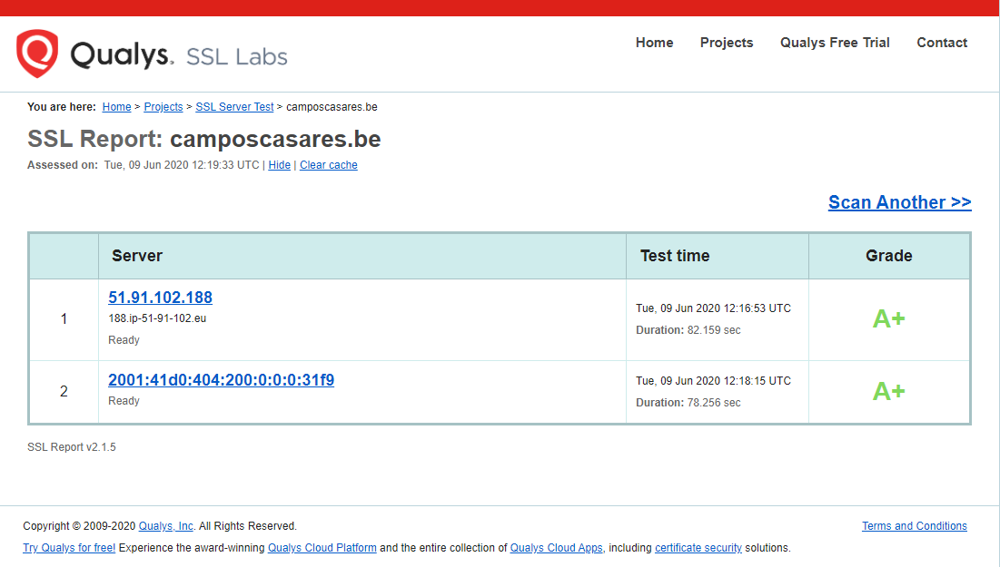 Qualys. SSL Labs
Home Projects Qualys Free Trial Contact
You are here: Home > Projects > SSL Server Test > camposcasares.be
SSL Report: camposcasares.be
Assessed on: Tue, 09 Jun 2020 12:19:33 UTC | Hide | Clear cache
Scan Another >>
Server Test time Grade
1
51.91.102.188
188.ip-51-91-102.eu
Ready
Tue, 09 Jun 2020 12:16:53 UTC
Duration: 82.159 sec
A+
2
2001:41d0:404:200:0:0:0:31f9
Ready
Tue, 09 Jun 2020 12:18:15 UTC
Duration: 78.256 sec
A+
SSL Report v2.1.5
Copyright © 2009-2020 Qualys, Inc. All Rights Reserved. Terms and Conditions
Try Qualys for free! Experience the award-winning Qualys Cloud Platform and the entire collection of Qualys Cloud Apps, including certificate security solutions.